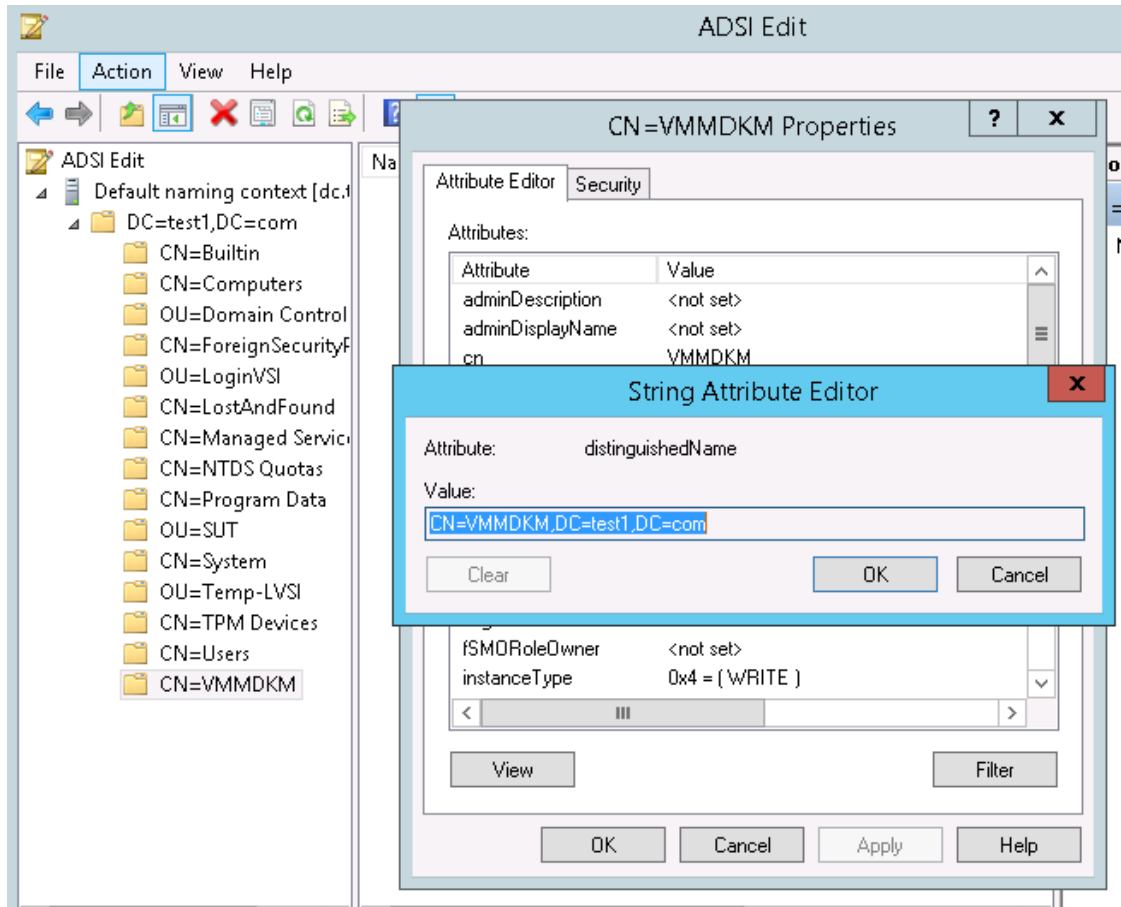 ADSI Edit
File Action View Help
CN=VMMDKM Properties
? x
ADSI Edit
Default naming context [dc.
DC=test1,DC=com
CN=Builtin
CN=Computers
OU=Domain Control
CN=ForeignSecurity
OU=LoginVSI
CN=LostAndFound
CN=Managed Servic
CN=NTDS Quotas
CN=Program Data
OU=SUT
CN=System
OU=Temp-LVSI
CN=TPM Devices
CN=Users
CN=VMMDKM
Na
Attribute Editor Security
Attributes:
Attribute Value
adminDescription <not set>
adminDisplayName <not set>
cn VMMDKM
String Attribute Editor
x
Attribute: distinguishedName
Value:
CN=VMMDKM,DC=test1,DC=com
Clear OK Cancel
fSMORoleOwner <not set>
instanceType 0x4 = ( WRITE )
View Filter
OK Cancel Apply Help